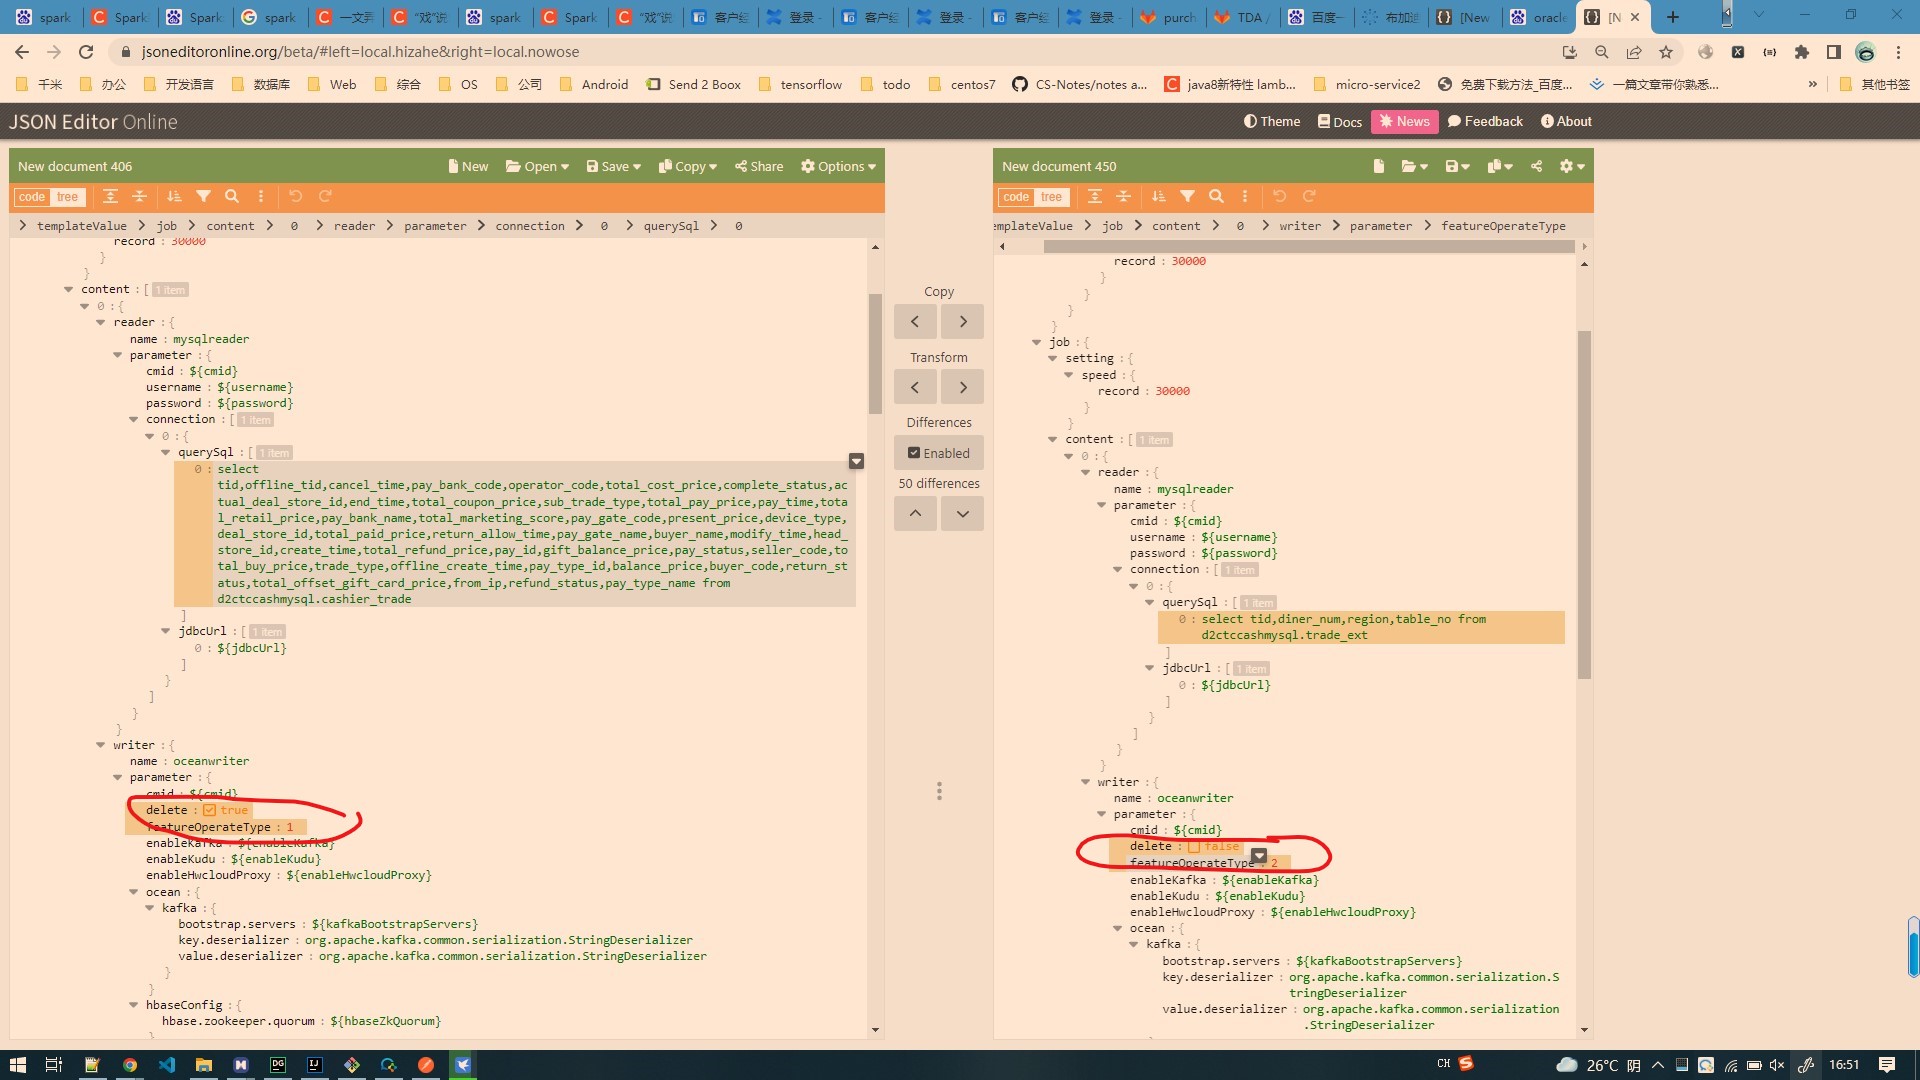 spark
Spark
Spark
spark
一文弄
“戏”说
spark
Spark
“戏”说
spark
客户经
登录 -
客户经
登录 -
客户经
登录 -
purch
TDA /
百度一
布加迪
[New
oracle
[N
jsoneditoronline.org/beta/#left=local.hizahe&right=local.nowose
千米 办公 开发语言 数据库 Web 综合 OS 公司 Android Send 2 Boox tensorflow todo centos7 CS-Notes/notes a... java8新特性 lamb... micro-service2 免费下载方法_百度... 一篇文章带你熟悉... » 其他书签
JSON Editor Online
Theme Docs News Feedback About
New document 406 New Open Save Copy Share Options
code tree
templateValue > job > content > 0 > reader > parameter > connection > 0 > querySql > 0
record : 30000
}
}
content : [ 1 item
0 : {
reader : {
name : mysqlreader
parameter : {
cmid : ${cmid}
username : ${username}
password : ${password}
connection : [ 1 item
0 : {
querySql : [ 1 item
0 : select
tid,offline_tid,cancel_time,pay_bank_code,operator_code,total_cost_price,complete_status,ac
tual_deal_store_id,end_time,total_coupon_price,sub_trade_type,total_pay_price,pay_time,tota
l_retail_price,pay_bank_name,total_marketing_score,pay_gate_code,present_price,device_type,
deal_store_id,total_paid_price,return_allow_time,pay_gate_name,buyer_name,modify_time,head_
store_id,create_time,total_refund_price,pay_id,gift_balance_price,pay_status,seller_code,to
tal_buy_price,trade_type,offline_create_time,pay_type_id,balance_price,buyer_code,return_st
atus,total_offset_gift_card_price,from_ip,refund_status,pay_type_name from
d2ctccashmysql.cashier_trade
]
jdbcUrl : [ 1 item
0 : ${jdbcUrl}
]
}
]
}
}
writer : {
name : oceanwriter
parameter : {
cmid : ${cmid}
delete : true
featureOperateType : 1
enableKafka : ${enableKafka}
enableKudu : ${enableKudu}
enableHwcloudProxy : ${enableHwcloudProxy}
ocean : {
kafka : {
bootstrap.servers : ${kafkaBootstrapServers}
key.deserializer : org.apache.kafka.common.serialization.StringDeserializer
value.deserializer : org.apache.kafka.common.serialization.StringDeserializer
}
}
hbaseConfig : {
hbase.zookeeper.quorum : ${hbaseZkQuorum}
Copy
Transform
Differences
Enabled
50 differences
New document 450
code tree
emplateValue > job > content > 0 > writer > parameter > featureOperateType
record : 30000
}
}
}
}
job : {
setting : {
speed : {
record : 30000
}
}
content : [ 1 item
0 : {
reader : {
name : mysqlreader
parameter : {
cmid : ${cmid}
username : ${username}
password : ${password}
connection : [ 1 item
0 : {
querySql : [ 1 item
0 : select tid,diner_num,region,table_no from
d2ctccashmysql.trade_ext
]
jdbcUrl : [ 1 item
0 : ${jdbcUrl}
]
}
]
}
}
writer : {
name : oceanwriter
parameter : {
cmid : ${cmid}
delete : false
featureOperateType : 2
enableKafka : ${enableKafka}
enableKudu : ${enableKudu}
enableHwcloudProxy : ${enableHwcloudProxy}
ocean : {
kafka : {
bootstrap.servers : ${kafkaBootstrapServers}
key.deserializer : org.apache.kafka.common.serialization.S
tringDeserializer
value.deserializer : org.apache.kafka.common.serialization
.StringDeserializer
CH 26°C 阴 16:51